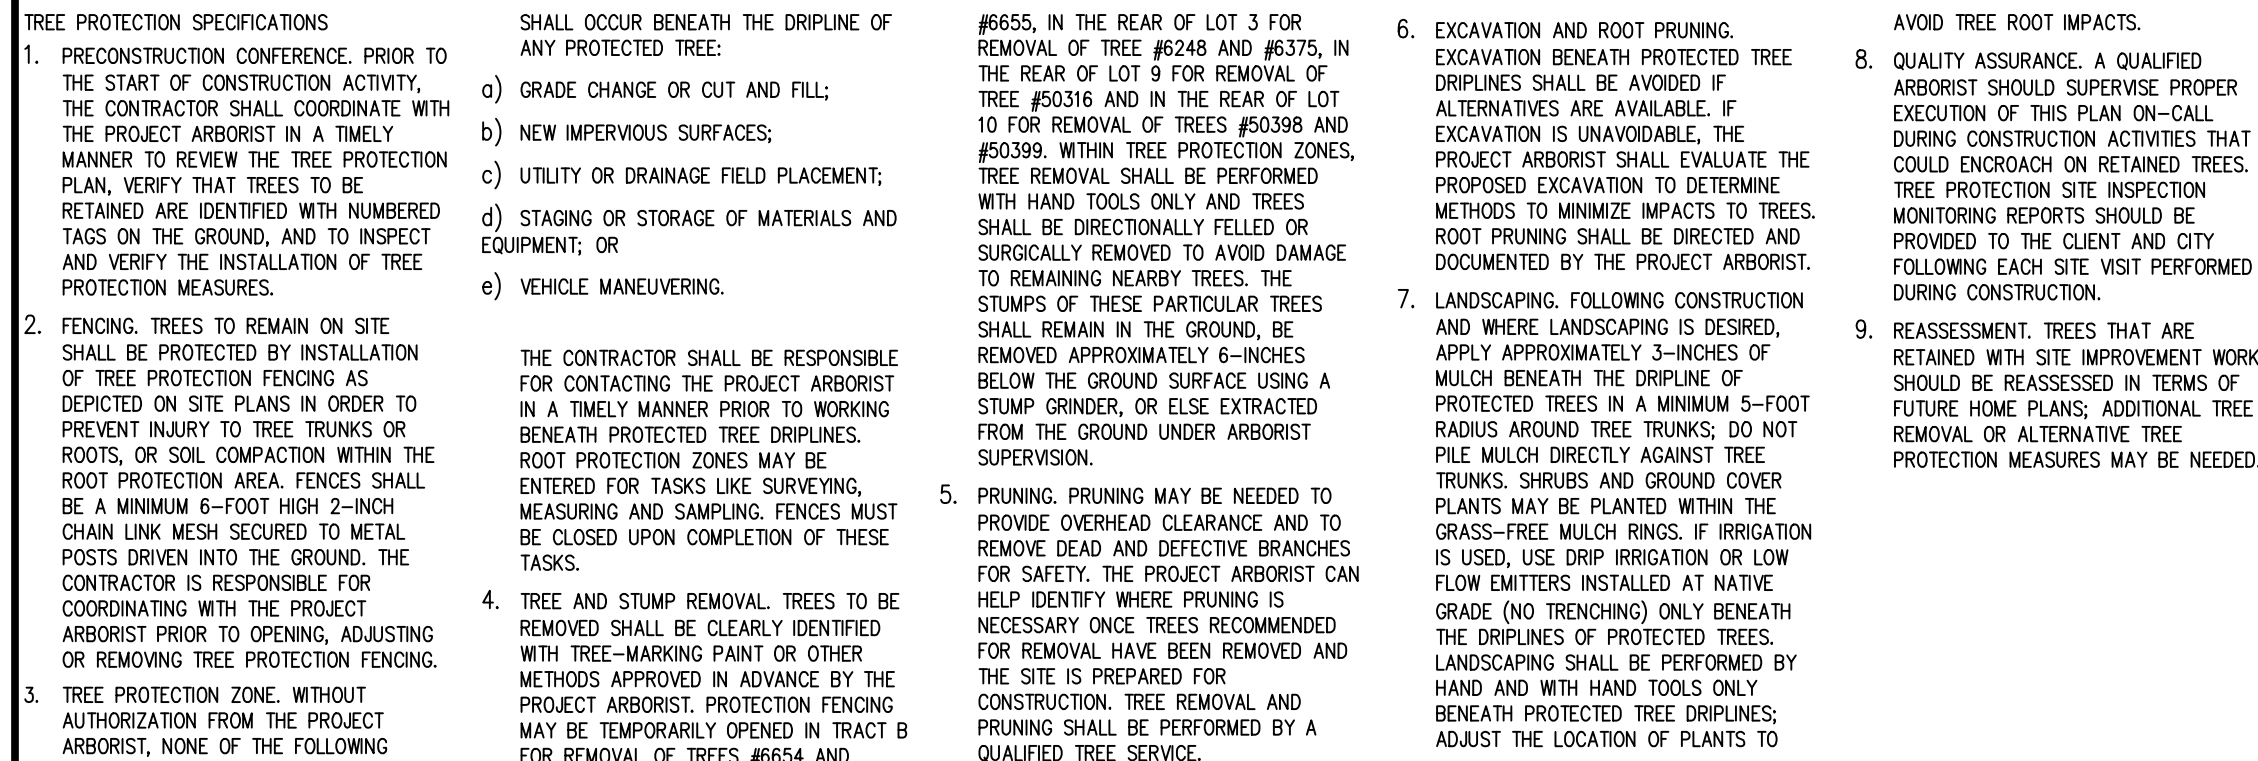 TREE PROTECTION SPECIFICATIONS
1. PRECONSTRUCTION CONFERENCE. PRIOR TO
THE START OF CONSTRUCTION ACTIVITY,
THE CONTRACTOR SHALL COORDINATE WITH
THE PROJECT ARBORIST IN A TIMELY
MANNER TO REVIEW THE TREE PROTECTION
PLAN, VERIFY THAT TREES TO BE
RETAINED ARE IDENTIFIED WITH NUMBERED
TAGS ON THE GROUND, AND TO INSPECT
AND VERIFY THE INSTALLATION OF TREE
PROTECTION MEASURES.
2. FENCING. TREES TO REMAIN ON SITE
SHALL BE PROTECTED BY INSTALLATION
OF TREE PROTECTION FENCING AS
DEPICTED ON SITE PLANS IN ORDER TO
PREVENT INJURY TO TREE TRUNKS OR
ROOTS, OR SOIL COMPACTION WITHIN THE
ROOT PROTECTION AREA. FENCES SHALL
BE A MINIMUM 6-FOOT HIGH 2-INCH
CHAIN LINK MESH SECURED TO METAL
POSTS DRIVEN INTO THE GROUND. THE
CONTRACTOR IS RESPONSIBLE FOR
COORDINATING WITH THE PROJECT
ARBORIST PRIOR TO OPENING, ADJUSTING
OR REMOVING TREE PROTECTION FENCING.
3. TREE PROTECTION ZONE. WITHOUT
AUTHORIZATION FROM THE PROJECT
ARBORIST, NONE OF THE FOLLOWING
SHALL OCCUR BENEATH THE DRIPLINE OF
ANY PROTECTED TREE:
a) GRADE CHANGE OR CUT AND FILL;
b) NEW IMPERVIOUS SURFACES;
c) UTILITY OR DRAINAGE FIELD PLACEMENT;
d) STAGING OR STORAGE OF MATERIALS AND
EQUIPMENT; OR
e) VEHICLE MANEUVERING.
THE CONTRACTOR SHALL BE RESPONSIBLE
FOR CONTACTING THE PROJECT ARBORIST
IN A TIMELY MANNER PRIOR TO WORKING
BENEATH PROTECTED TREE DRIPLINES.
ROOT PROTECTION ZONES MAY BE
ENTERED FOR TASKS LIKE SURVEYING,
MEASURING AND SAMPLING. FENCES MUST
BE CLOSED UPON COMPLETION OF THESE
TASKS.
4. TREE AND STUMP REMOVAL. TREES TO BE
REMOVED SHALL BE CLEARLY IDENTIFIED
WITH TREE-MARKING PAINT OR OTHER
METHODS APPROVED IN ADVANCE BY THE
PROJECT ARBORIST. PROTECTION FENCING
MAY BE TEMPORARILY OPENED IN TRACT B
FOR REMOVAL OF TREES #6654 AND
#6655, IN THE REAR OF LOT 3 FOR
REMOVAL OF TREE #6248 AND #6375, IN
THE REAR OF LOT 9 FOR REMOVAL OF
TREE #50316 AND IN THE REAR OF LOT
10 FOR REMOVAL OF TREES #50398 AND
#50399. WITHIN TREE PROTECTION ZONES,
TREE REMOVAL SHALL BE PERFORMED
WITH HAND TOOLS ONLY AND TREES
SHALL BE DIRECTIONALLY FELLED OR
SURGICALLY REMOVED TO AVOID DAMAGE
TO REMAINING NEARBY TREES. THE
STUMPS OF THESE PARTICULAR TREES
SHALL REMAIN IN THE GROUND, BE
REMOVED APPROXIMATELY 6-INCHES
BELOW THE GROUND SURFACE USING A
STUMP GRINDER, OR ELSE EXTRACTED
FROM THE GROUND UNDER ARBORIST
SUPERVISION.
5. PRUNING. PRUNING MAY BE NEEDED TO
PROVIDE OVERHEAD CLEARANCE AND TO
REMOVE DEAD AND DEFECTIVE BRANCHES
FOR SAFETY. THE PROJECT ARBORIST CAN
HELP IDENTIFY WHERE PRUNING IS
NECESSARY ONCE TREES RECOMMENDED
FOR REMOVAL HAVE BEEN REMOVED AND
THE SITE IS PREPARED FOR
CONSTRUCTION. TREE REMOVAL AND
PRUNING SHALL BE PERFORMED BY A
QUALIFIED TREE SERVICE.
6. EXCAVATION AND ROOT PRUNING.
EXCAVATION BENEATH PROTECTED TREE
DRIPLINES SHALL BE AVOIDED IF
ALTERNATIVES ARE AVAILABLE. IF
EXCAVATION IS UNAVOIDABLE, THE
PROJECT ARBORIST SHALL EVALUATE THE
PROPOSED EXCAVATION TO DETERMINE
METHODS TO MINIMIZE IMPACTS TO TREES.
ROOT PRUNING SHALL BE DIRECTED AND
DOCUMENTED BY THE PROJECT ARBORIST.
7. LANDSCAPING. FOLLOWING CONSTRUCTION
AND WHERE LANDSCAPING IS DESIRED,
APPLY APPROXIMATELY 3-INCHES OF
MULCH BENEATH THE DRIPLINE OF
PROTECTED TREES IN A MINIMUM 5-FOOT
RADIUS AROUND TREE TRUNKS; DO NOT
PILE MULCH DIRECTLY AGAINST TREE
TRUNKS. SHRUBS AND GROUND COVER
PLANTS MAY BE PLANTED WITHIN THE
GRASS-FREE MULCH RINGS. IF IRRIGATION
IS USED, USE DRIP IRRIGATION OR LOW
FLOW EMITTERS INSTALLED AT NATIVE
GRADE (NO TRENCHING) ONLY BENEATH
THE DRIPLINES OF PROTECTED TREES.
LANDSCAPING SHALL BE PERFORMED BY
HAND AND WITH HAND TOOLS ONLY
BENEATH PROTECTED TREE DRIPLINES;
ADJUST THE LOCATION OF PLANTS TO
AVOID TREE ROOT IMPACTS.
8. QUALITY ASSURANCE. A QUALIFIED
ARBORIST SHOULD SUPERVISE PROPER
EXECUTION OF THIS PLAN ON-CALL
DURING CONSTRUCTION ACTIVITIES THAT
COULD ENCROACH ON RETAINED TREES.
TREE PROTECTION SITE INSPECTION
MONITORING REPORTS SHOULD BE
PROVIDED TO THE CLIENT AND CITY
FOLLOWING EACH SITE VISIT PERFORMED
DURING CONSTRUCTION.
9. REASSESSMENT. TREES THAT ARE
RETAINED WITH SITE IMPROVEMENT WORK
SHOULD BE REASSESSED IN TERMS OF
FUTURE HOME PLANS; ADDITIONAL TREE
REMOVAL OR ALTERNATIVE TREE
PROTECTION MEASURES MAY BE NEEDED.